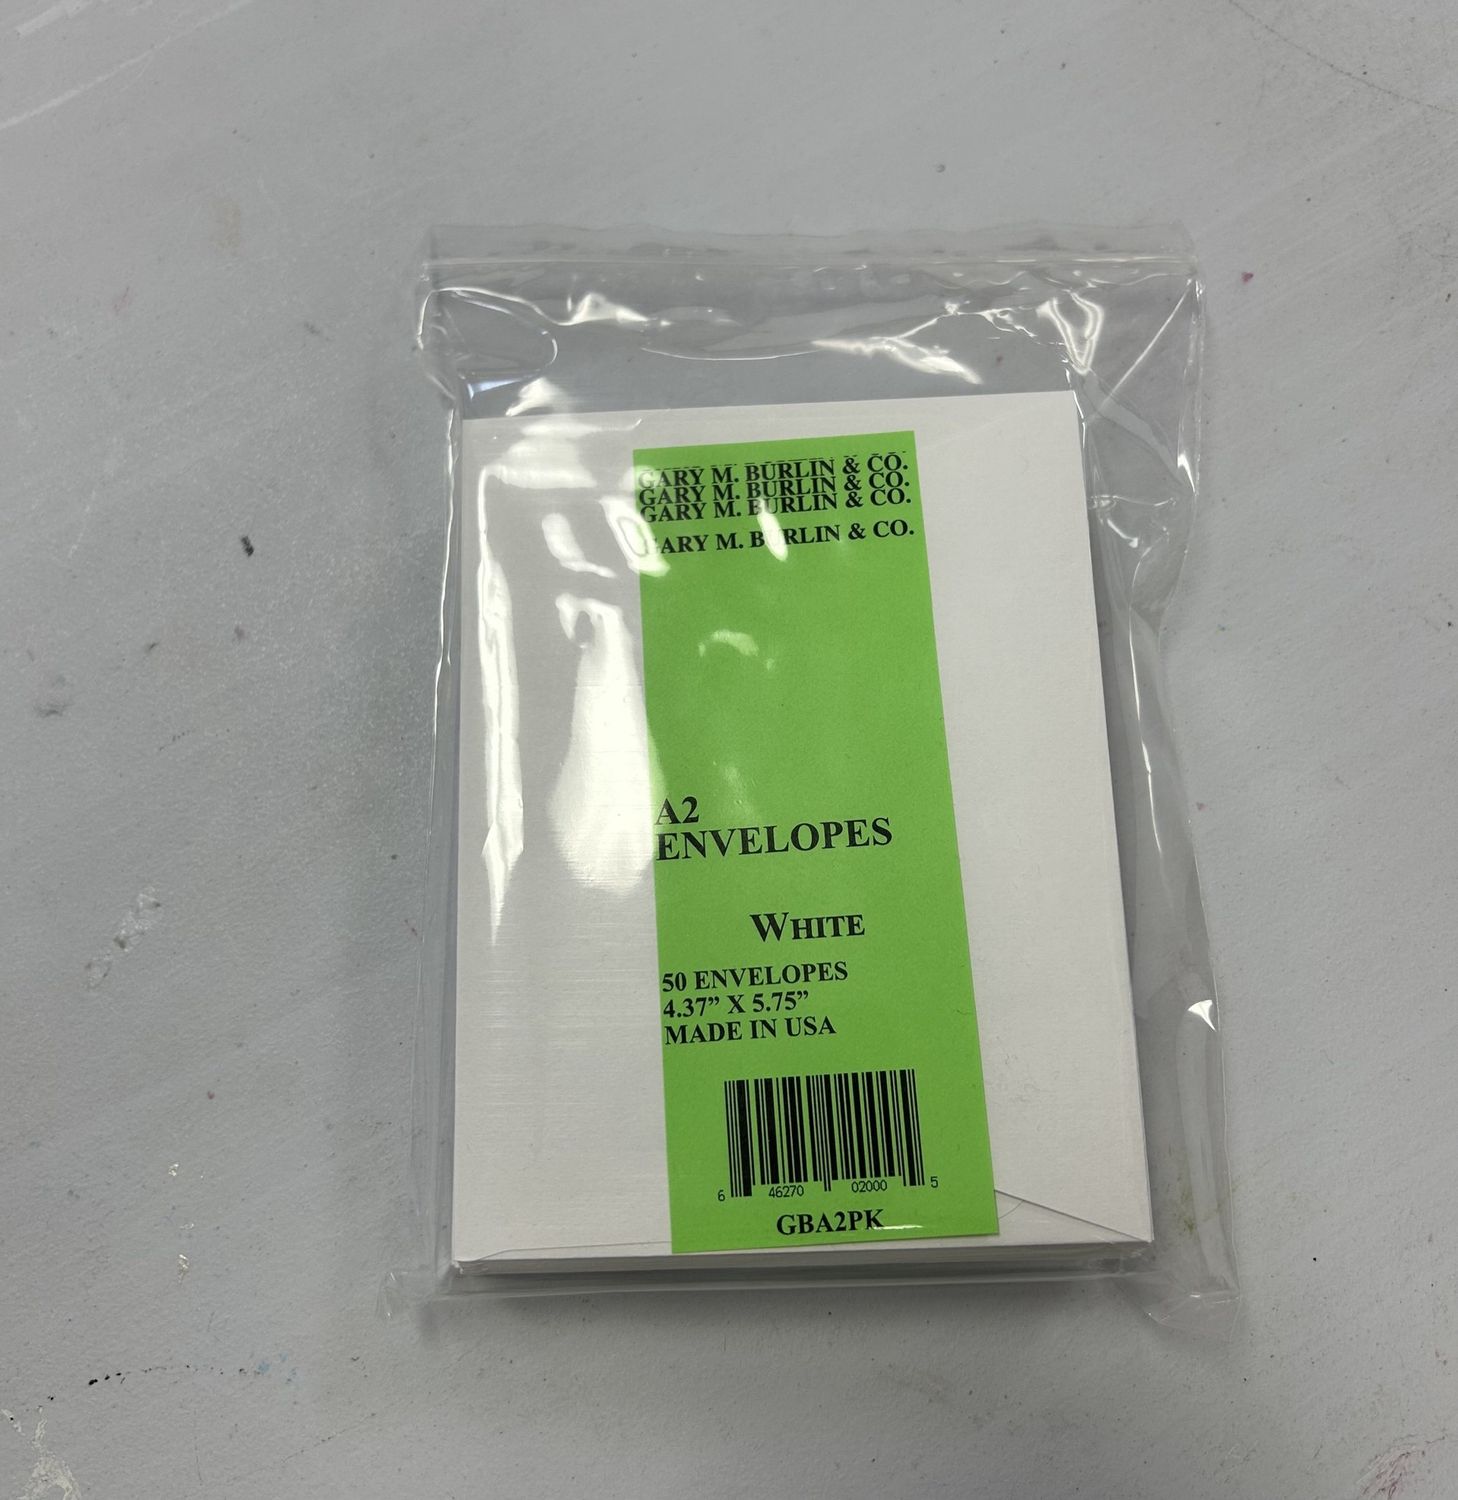 GARY M. BURLIN & CO.
GARY M. BURLIN & CO.
GARY M. BURLIN & CO.
GARY M. BURLIN & CO.
A2
ENVELOPES
WHITE
50 ENVELOPES
4.37” X 5.75”
MADE IN USA
6 46270 02000 5
GBA2PK